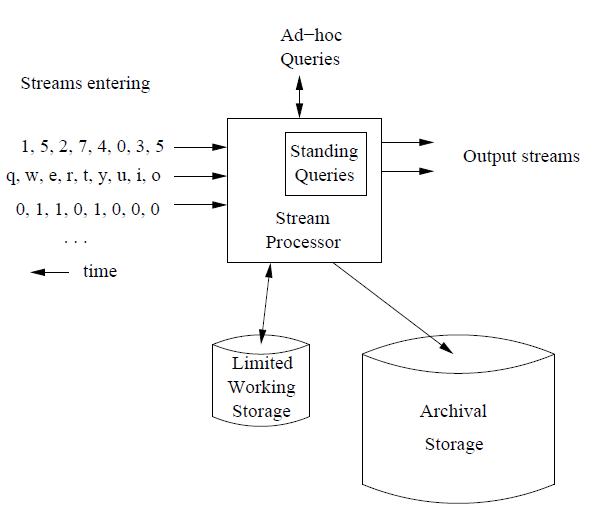 Ad−hoc
Queries
Streams entering
1, 5, 2, 7, 4, 0, 3, 5
q, w, e, r, t, y, u, i, o
0, 1, 1, 0, 1, 0, 0, 0
. . .
time
Standing
Queries
Stream
Processor
Output streams
Limited
Working
Storage
Archival
Storage